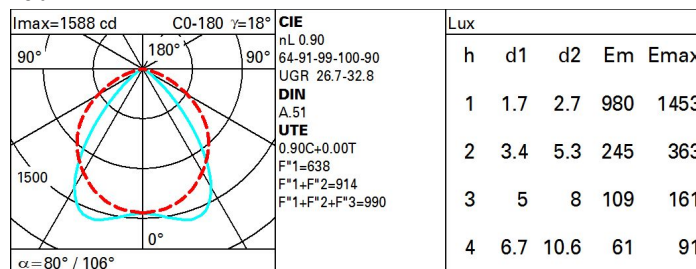 Imax=1588 cd C0-180 γ=18°
90° 180° 90°
1500
0°
α=80° / 106°
CIE
nL 0.90
64-91-99-100-90
UGR 26.7-32.8
DIN
A.51
UTE
0.90C+0.00T
F"1=638
F"1+F"2=914
F"1+F"2+F"3=990
Lux
h d1 d2 Em Emax
1 1.7 2.7 980 1453
2 3.4 5.3 245 363
3 5 8 109 161
4 6.7 10.6 61 91